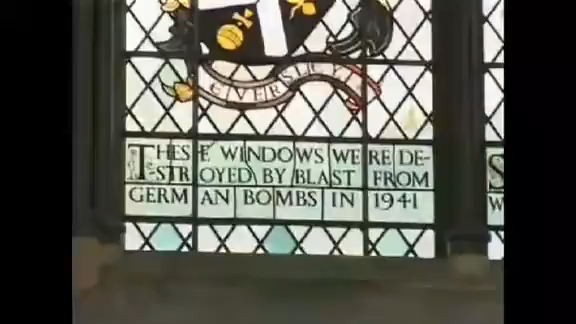 THESE WINDOWS WERE DE-
-STROYED BY BLAST FROM
GERMAN BOMBS IN 1941
S
W